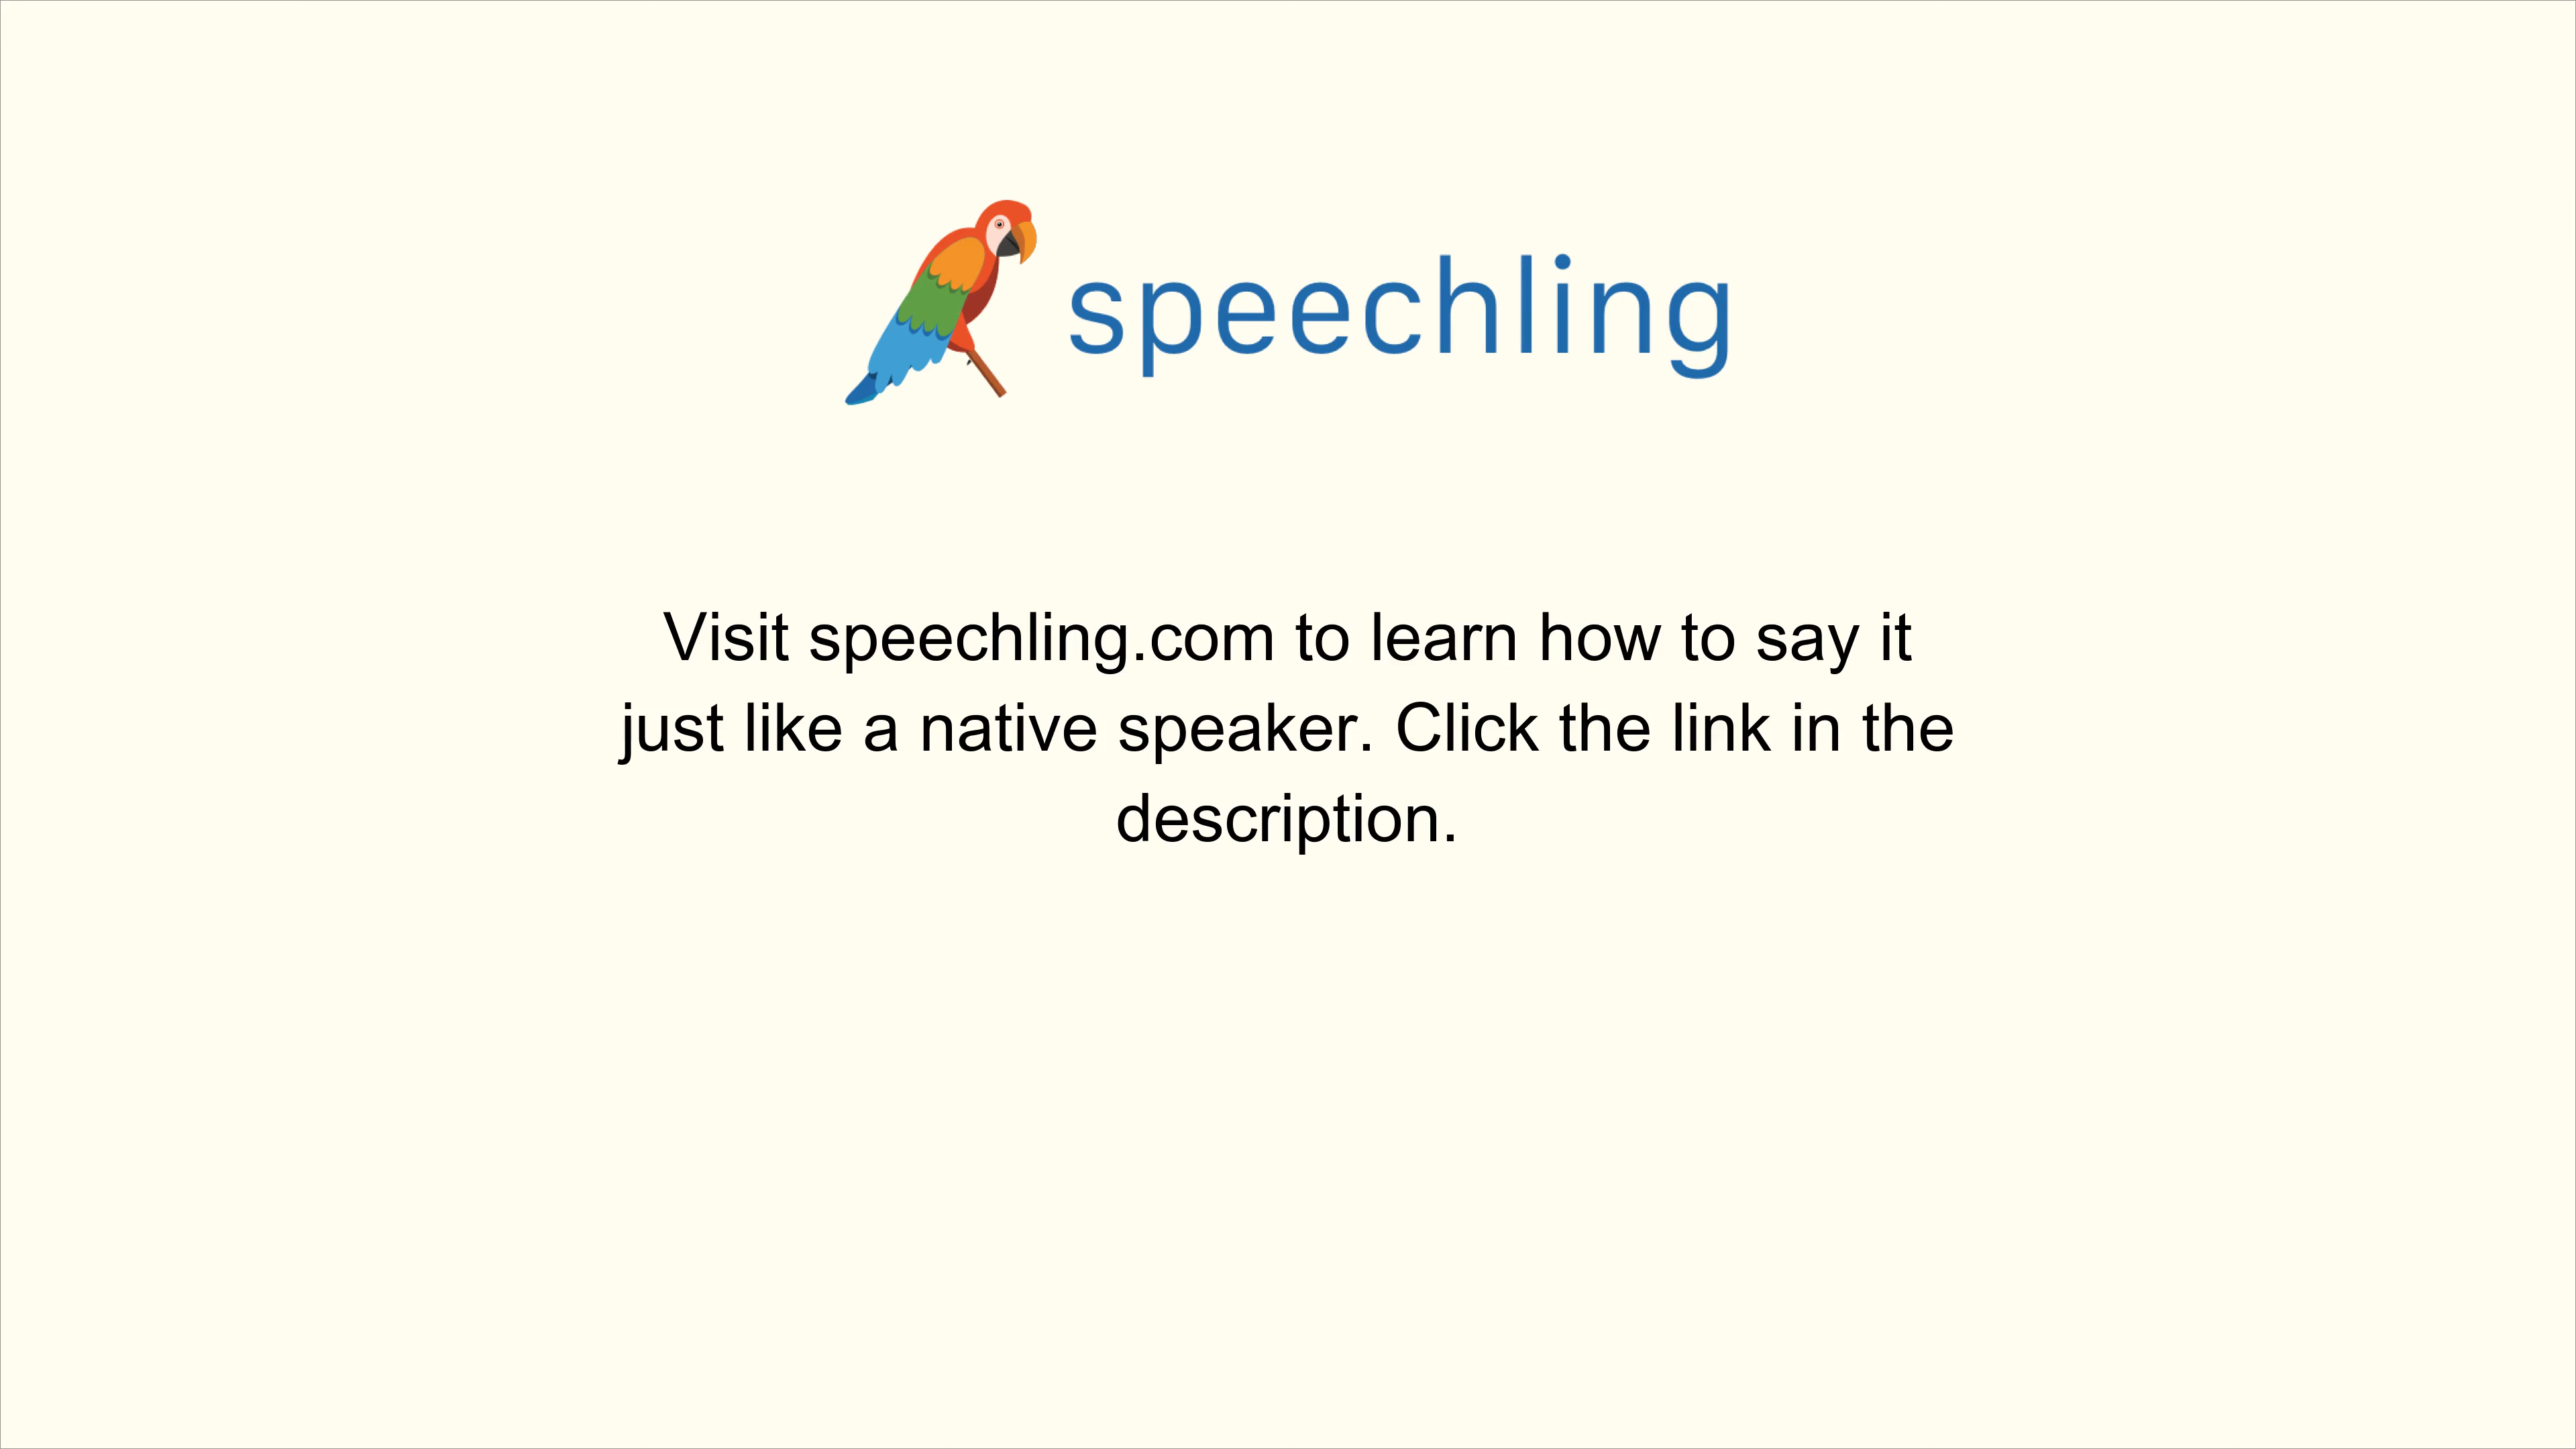 speechling
Visit speechling.com to learn how to say it
just like a native speaker. Click the link in the
description.